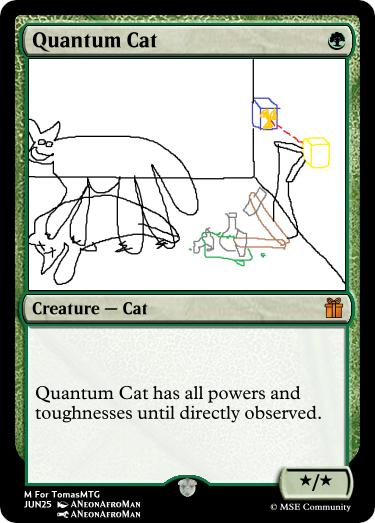 Quantum Cat
Creature — Cat
Quantum Cat has all powers and
toughnesses until directly observed.
★/★
M For TomasMTG
JUN25 ANeonAfroMan
ANeonAfroMan
© MSE Community